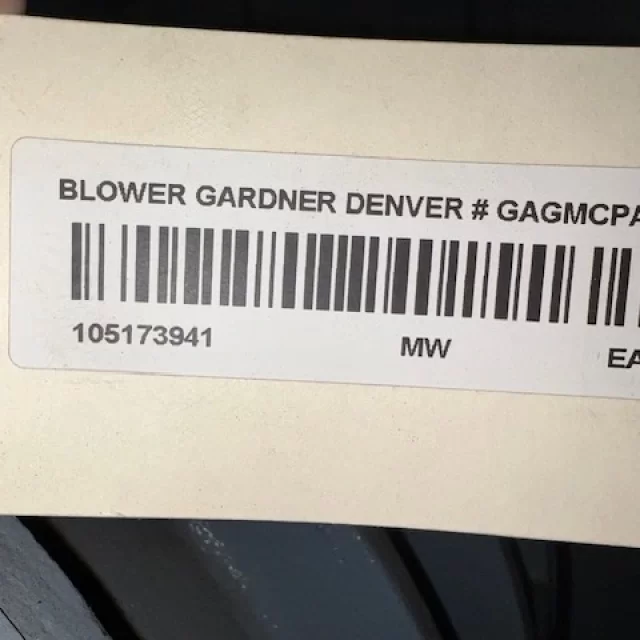 BLOWER GARDNER DENVER # GAGMCPA
105173941 MW EA